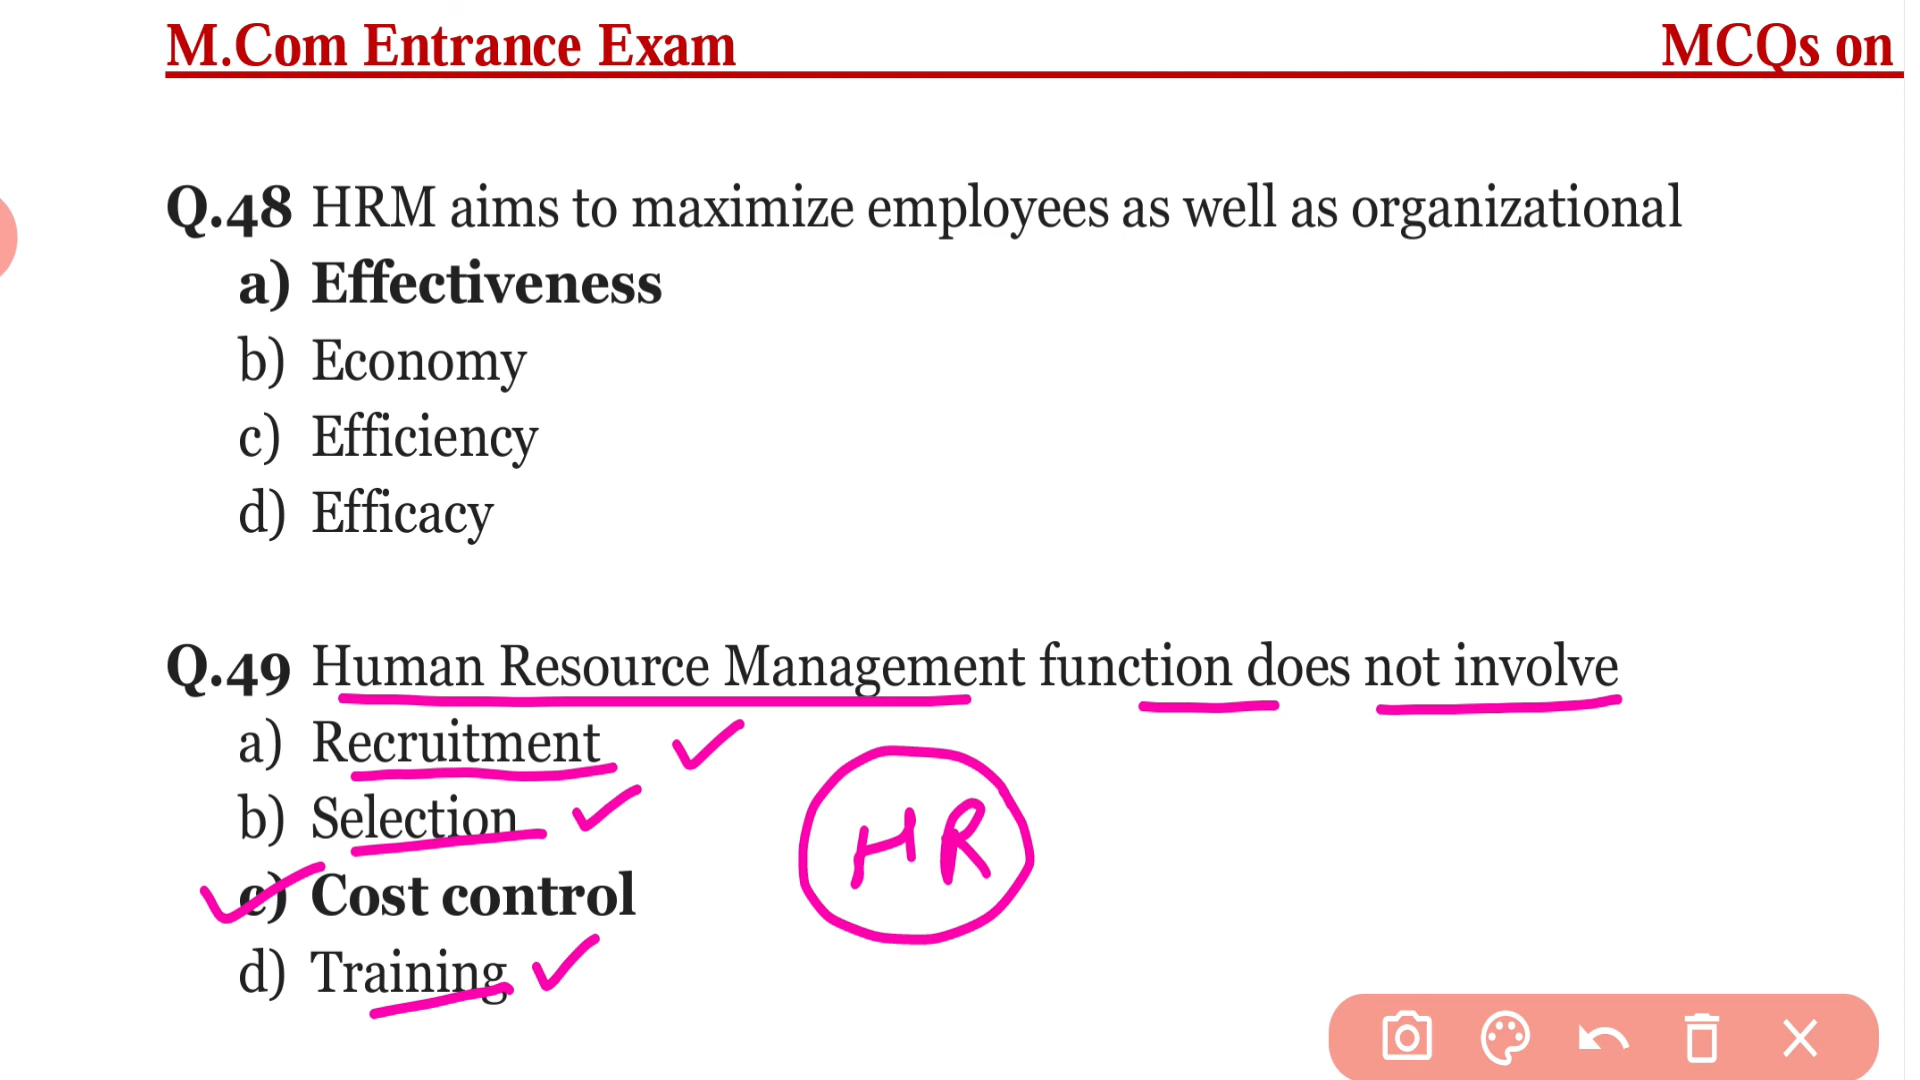 M.Com Entrance Exam MCQs on
Q.48 HRM aims to maximize employees as well as organizational
a) Effectiveness
b) Economy
c) Efficiency
d) Efficacy
Q.49 Human Resource Management function does not involve
a) Recruitment
b) Selection
HR
c) Cost control
d) Training